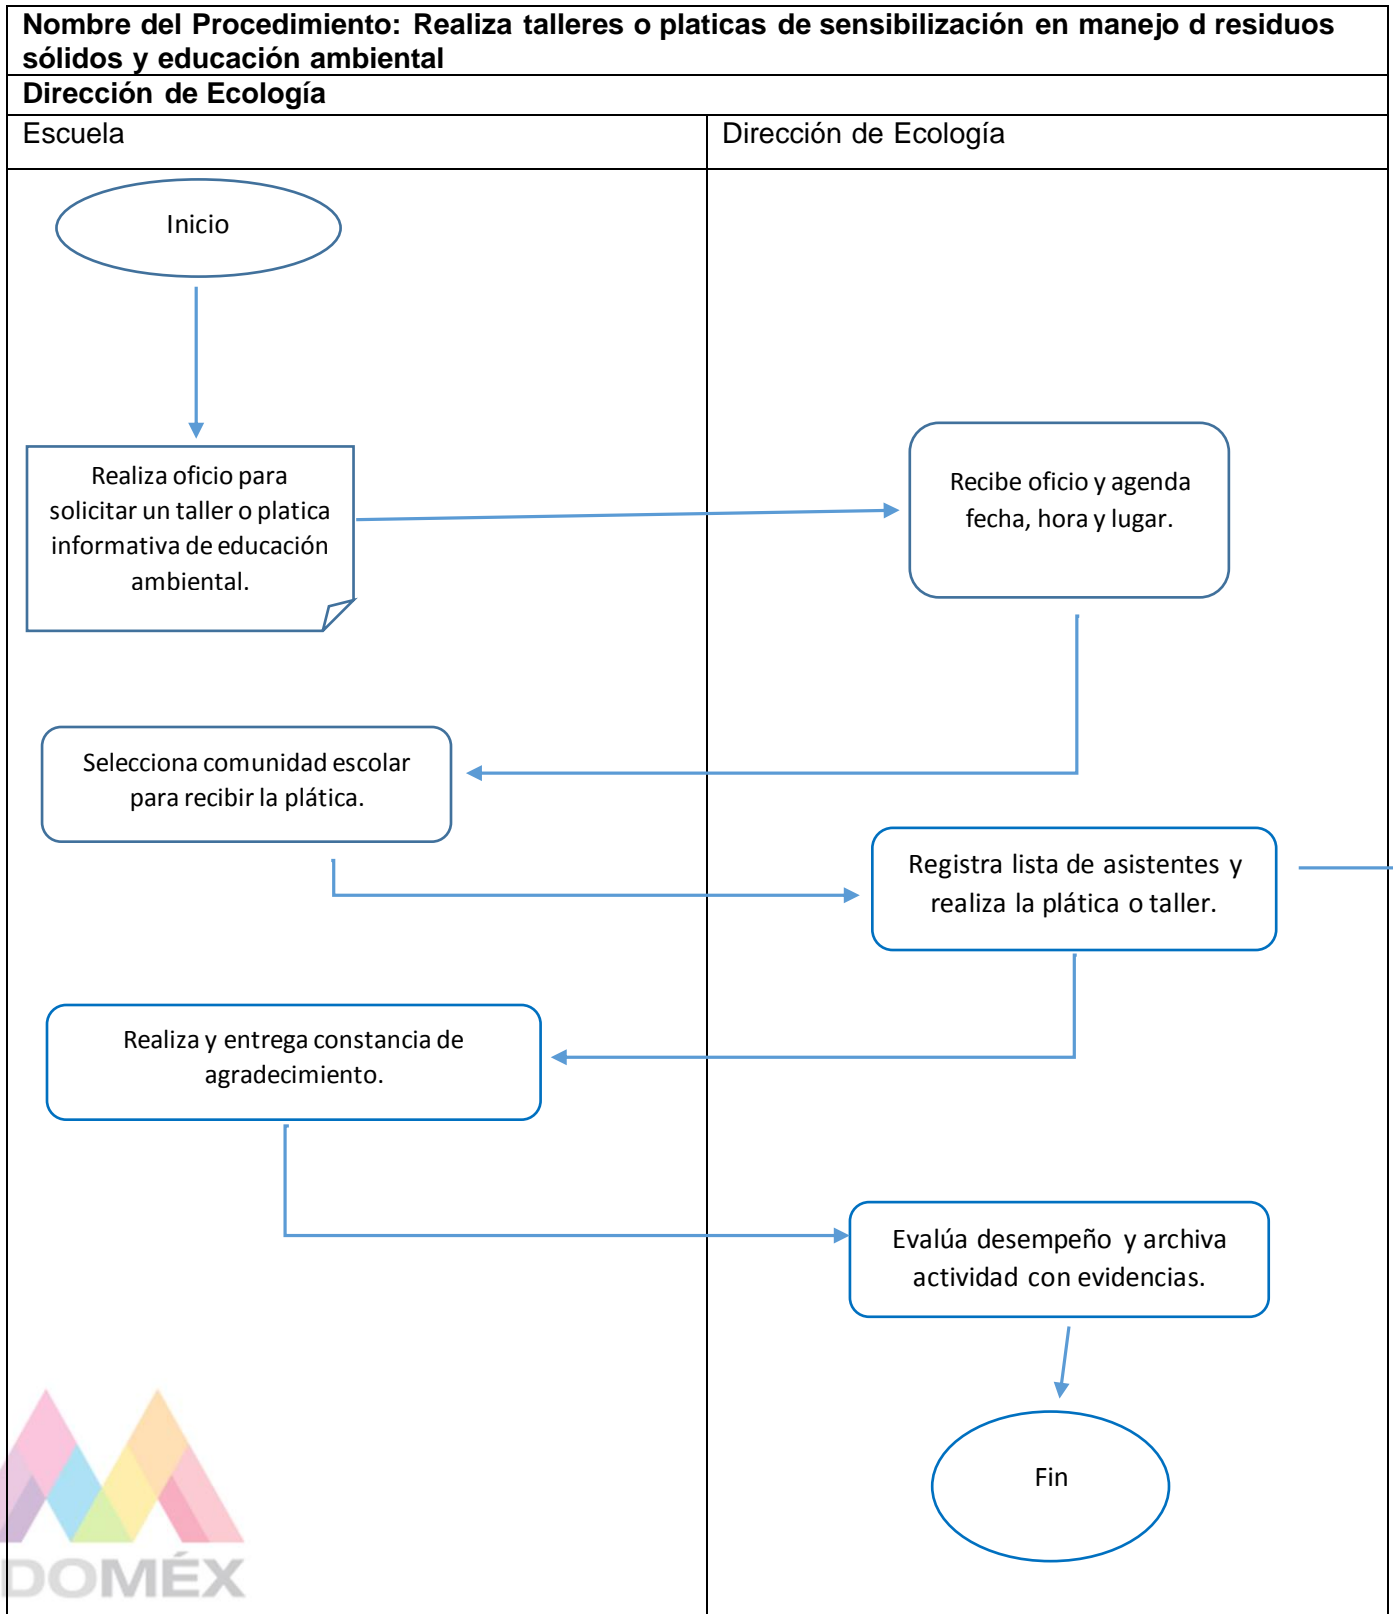 Nombre del Procedimiento: Realiza talleres o platicas de sensibilización en manejo d residuos
sólidos y educación ambiental
Dirección de Ecología
Escuela
Dirección de Ecología
Inicio
Realiza oficio para
solicitar un taller o platica
informativa de educación
ambiental.
Recibe oficio y agenda
fecha, hora y lugar.
Selecciona comunidad escolar
para recibir la plática.
Registra lista de asistentes y
realiza la plática o taller.
Realiza y entrega constancia de
agradecimiento.
Evalúa desempeño y archiva
actividad con evidencias.
Fin
DOMÉX